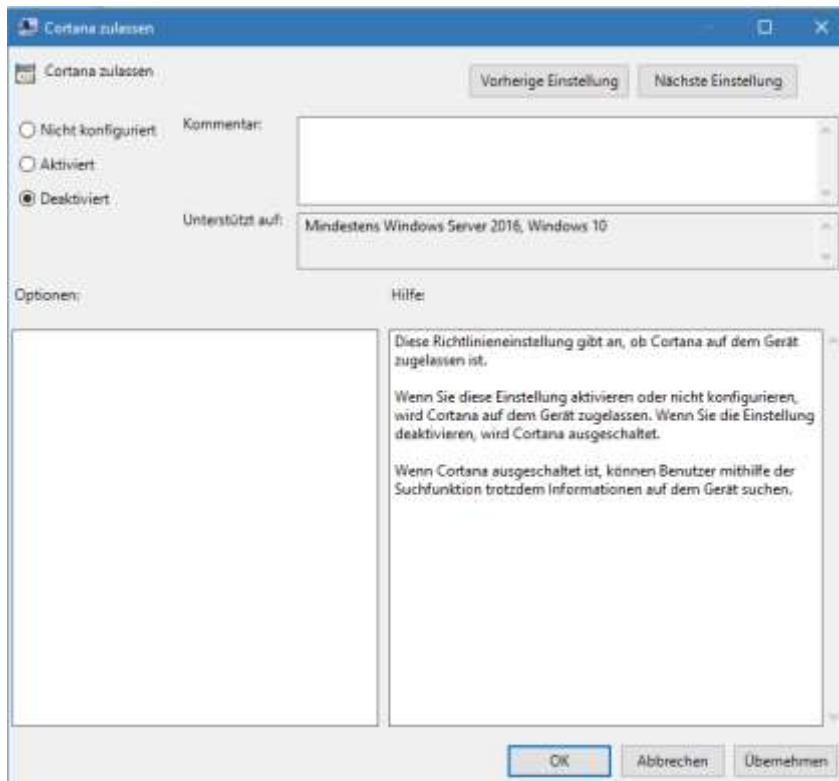 Cortana zulassen
Cortana zulassen
Vorherige Einstellung
Nächste Einstellung
Nicht konfiguriert
Aktiviert
Deaktiviert
Kommentar:
Unterstützt auf:
Mindestens Windows Server 2016, Windows 10
Optionen:
Hilfe:
Diese Richtlinieneinstellung gibt an, ob Cortana auf dem Gerät
zugelassen ist.
Wenn Sie diese Einstellung aktivieren oder nicht konfigurieren,
wird Cortana auf dem Gerät zugelassen. Wenn Sie die Einstellung
deaktivieren, wird Cortana ausgeschaltet.
Wenn Cortana ausgeschaltet ist, können Benutzer mithilfe der
Suchfunktion trotzdem Informationen auf dem Gerät suchen.
OK
Abbrechen
Übernehmen